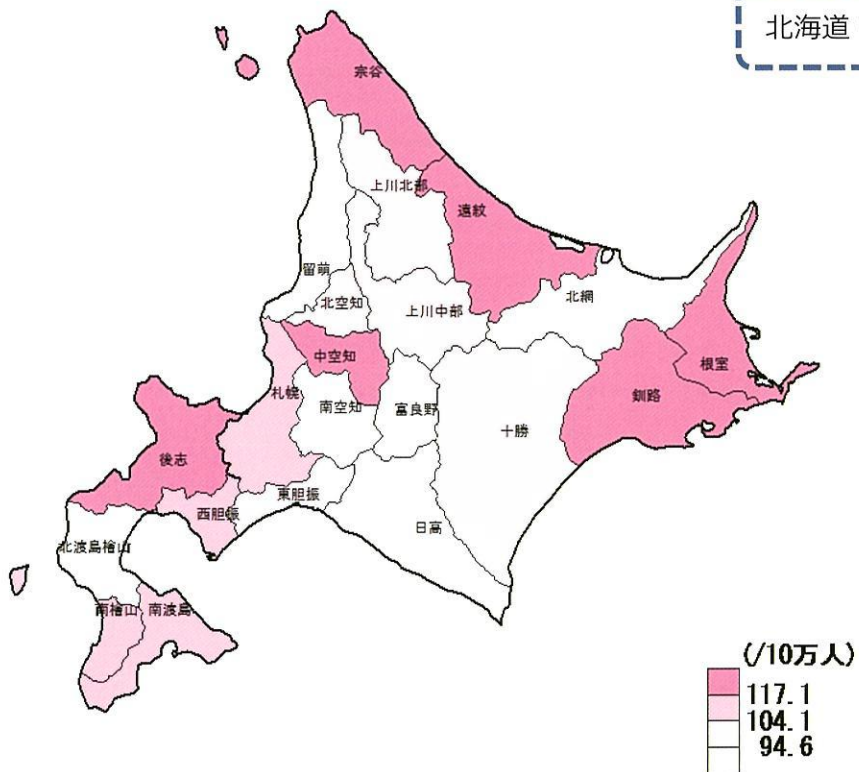 北海道
宗谷
上川北部
遠紋
留萌
北網
北空知
上川中部
中空知
根室
札幌
釧路
南空知
富良野
十勝
後志
東胆振
西胆振
日高
北渡島檜山
南檜山
南渡島
(/10万人)
117.1
104.1
94.6